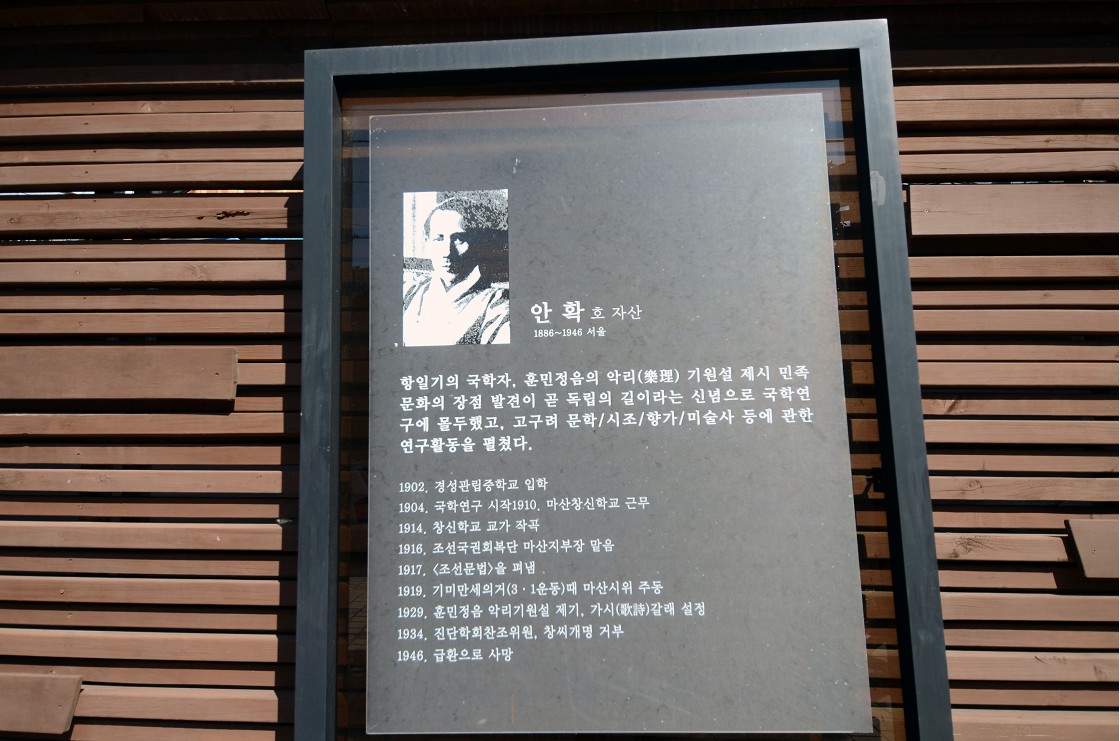 안 확 호 자산
1886~1946 서울
항일기의 국학자, 훈민정음의 악리(樂理) 기원설 제시 민족
문화의 장점 발견이 곧 독립의 길이라는 신념으로 국학연
구에 몰두했고, 고구려 문학/시조/향가/미술사 등에 관한
연구활동을 펼쳤다.
1902. 경성관립중학교 입학
1904. 국학연구 시작1910. 마산창신학교 근무
1914. 창신학교 교가 작곡
1916. 조선국권회복단 마산지부장 맡음
1917. 〈조선문법〉을 펴냄
1919. 기미만세의거(3·1운동)때 마산시위 주동
1929. 훈민정음 악리기원설 제기, 가시(歌詩)갈래 설정
1934. 진단학회찬조위원, 창씨개명 거부
1946. 급환으로 사망